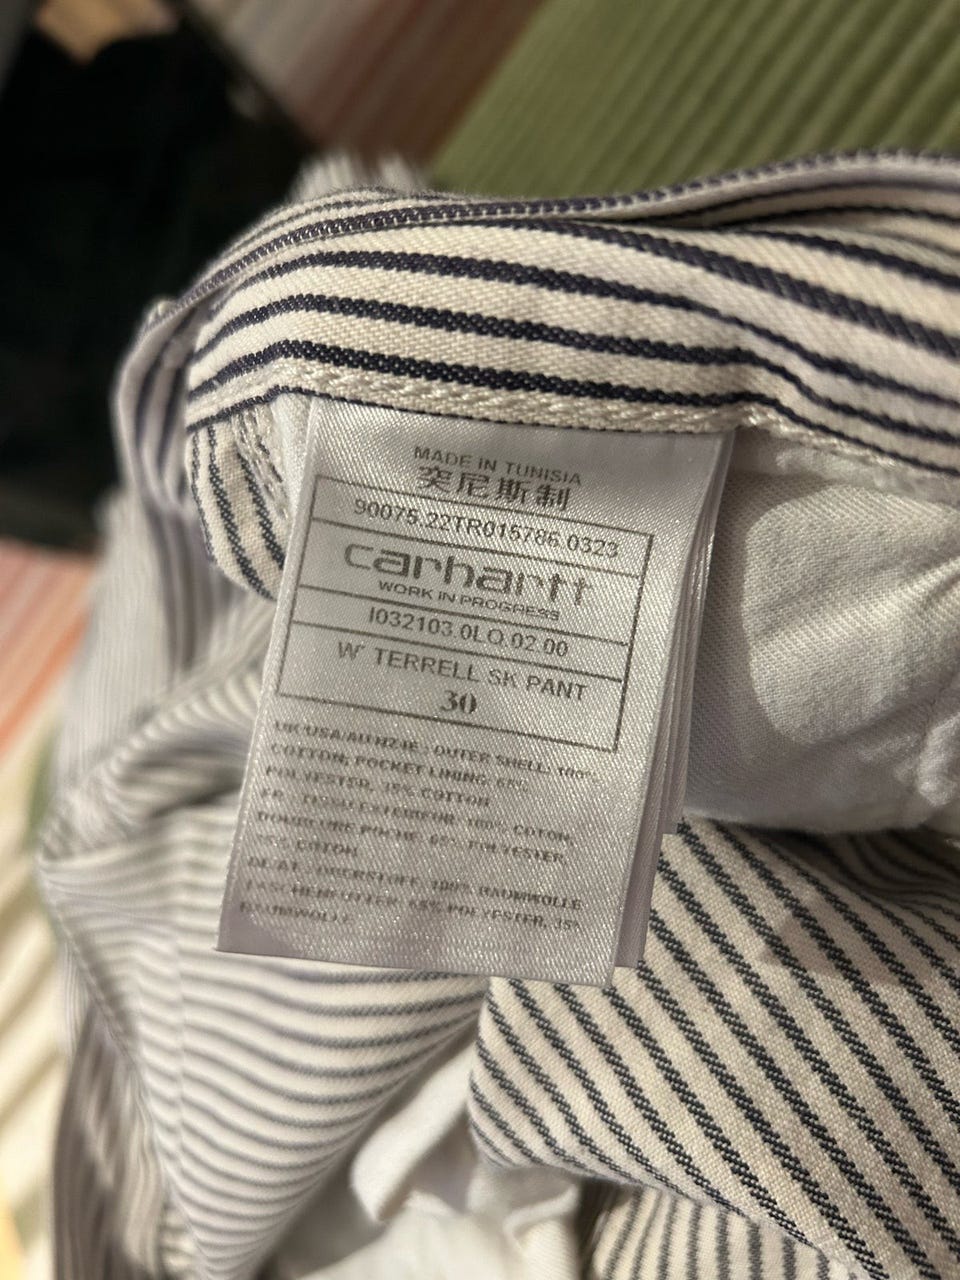 MADE IN TUNISIA
突尼斯制
90075.22TR015786.0323
carhartt
WORK IN PROGRESS
I032103.0LO.02.00
W' TERRELL SK PANT
30
UK/USA/AU/NZ/IE : OUTER SHELL: 100%
COTTON; POCKET LINING: 65%
POLYESTER, 35% COTTON
FR : TISSU EXTERIEUR: 100% COTON;
DOUBLURE POCHE: 65% POLYESTER,
35% COTON
DE/AT : OBERSTOFF: 100% BAUMWOLLE
TASCHENFUTTER: 65% POLYESTER, 35%
BAUMWOLLE